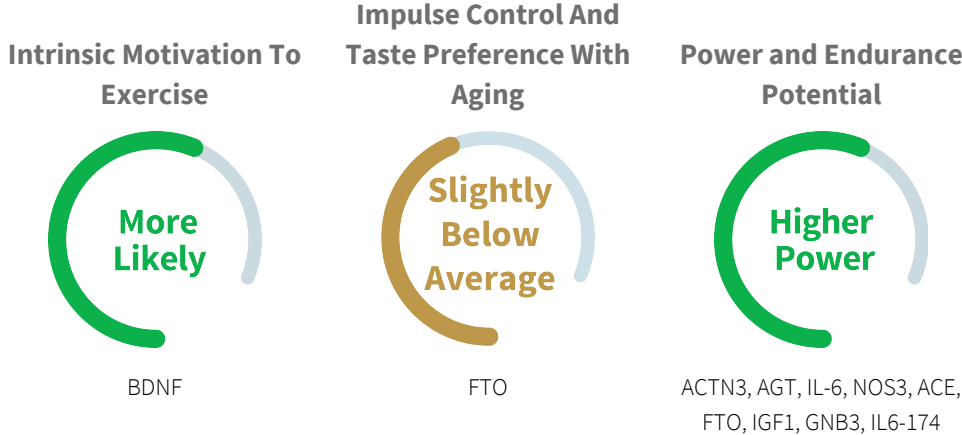 Intrinsic Motivation To
Exercise
More
Likely
BDNF
Impulse Control And
Taste Preference With
Aging
Slightly
Below
Average
FTO
Power and Endurance
Potential
Higher
Power
ACTN3, AGT, IL-6, NOS3, ACE,
FTO, IGF1, GNB3, IL6-174